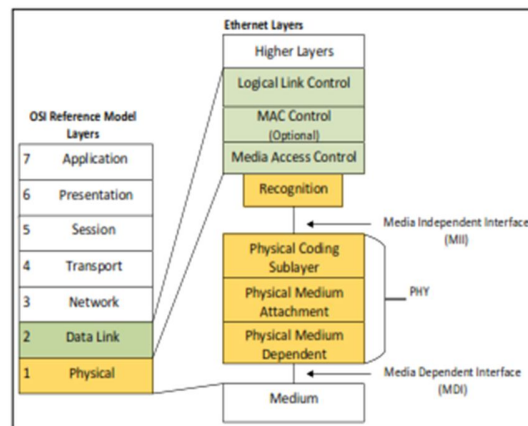 Ethernet Layers
Higher Layers
Logical Link Control
MAC Control
(Optional)
Media Access Control
Recognition
Media Independent Interface
(MII)
Physical Coding
Sublayer
Physical Medium
Attachment
Physical Medium
Dependent
PHY
Media Dependent Interface
(MDI)
Medium
OSI Reference Model
Layers
7 Application
6 Presentation
5 Session
4 Transport
3 Network
2 Data Link
1 Physical